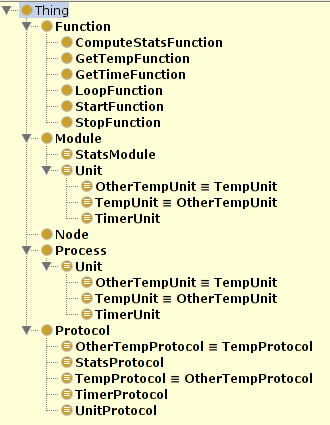 Thing
Function
ComputeStatsFunction
GetTempFunction
GetTimeFunction
LoopFunction
StartFunction
StopFunction
Module
StatsModule
Unit
OtherTempUnit ≡ TempUnit
TempUnit ≡ OtherTempUnit
TimerUnit
Node
Process
Unit
OtherTempUnit ≡ TempUnit
TempUnit ≡ OtherTempUnit
TimerUnit
Protocol
OtherTempProtocol ≡ TempProtocol
StatsProtocol
TempProtocol ≡ OtherTempProtocol
TimerProtocol
UnitProtocol